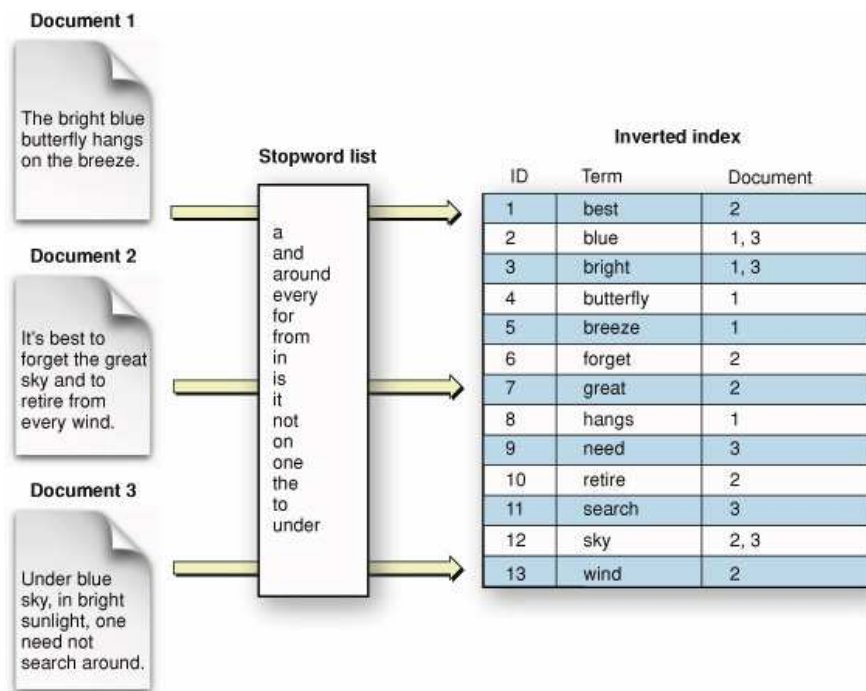 Document 1
The bright blue
butterfly hangs
on the breeze.
Document 2
It's best to
forget the great
sky and to
retire from
every wind.
Document 3
Under blue
sky, in bright
sunlight, one
need not
search around.
Stopword list
a
and
around
every
for
from
in
is
it
not
on
one
the
to
under
Inverted index
ID Term Document
1 best 2
2 blue 1, 3
3 bright 1, 3
4 butterfly 1
5 breeze 1
6 forget 2
7 great 2
8 hangs 1
9 need 3
10 retire 2
11 search 3
12 sky 2, 3
13 wind 2